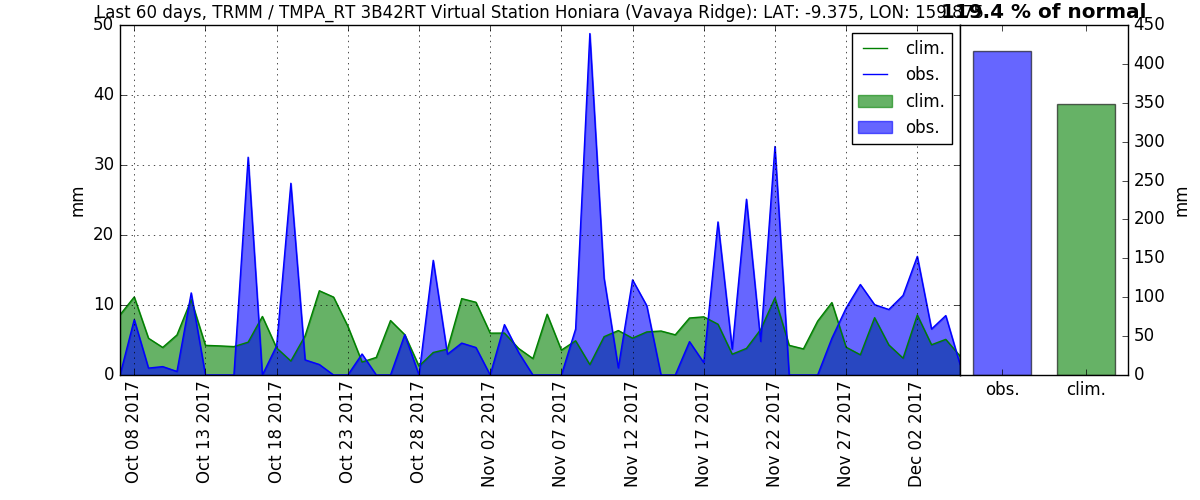 Last 60 days, TRMM / TMPA_RT 3B42RT Virtual Station Honiara (Vavaya Ridge): LAT: -9.375, LON:
119.4 % of normal
50
40
30
20
10
0
mm
clim.
obs.
clim.
obs.
450
400
350
300
250
200
150
100
50
0
mm
obs.
clim.
Oct 08 2017
Oct 13 2017
Oct 18 2017
Oct 23 2017
Oct 28 2017
Nov 02 2017
Nov 07 2017
Nov 12 2017
Nov 17 2017
Nov 22 2017
Nov 27 2017
Dec 02 2017